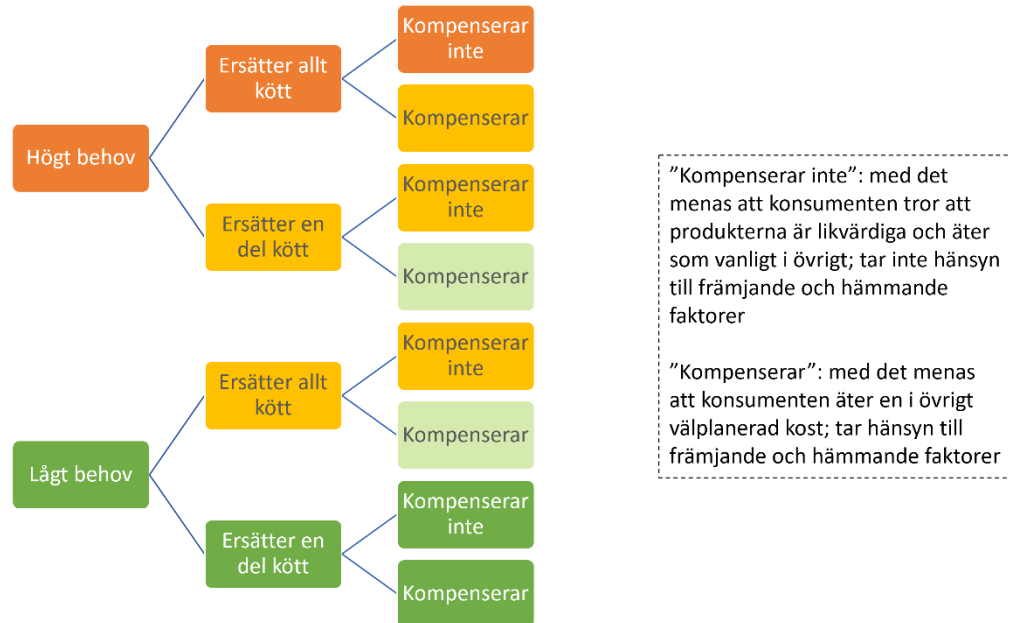 Kompenserar
inte
Ersätter allt
kött
Kompenserar
Högt behov
Kompenserar
inte
Ersätter en
del kött
Kompenserar
Kompenserar
inte
Ersätter allt
kött
Kompenserar
Lågt behov
Kompenserar
inte
Ersätter en
del kött
Kompenserar
”Kompenserar inte”: med det
menas att konsumenten tror att
produkterna är likvärdiga och äter
som vanligt i övrigt; tar inte hänsyn
till främjande och hämmande
faktorer
”Kompenserar”: med det menas
att konsumenten äter en i övrigt
välplanerad kost; tar hänsyn till
främjande och hämmande faktorer